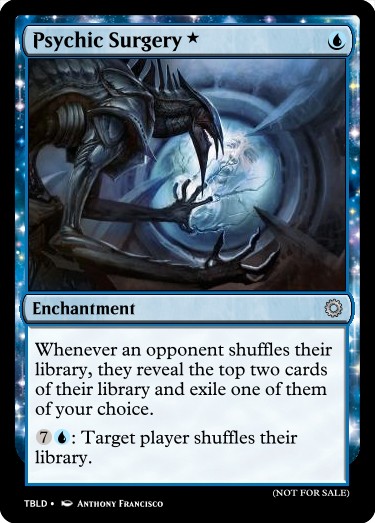 Psychic Surgery ★
Enchantment
Whenever an opponent shuffles their
library, they reveal the top two cards
of their library and exile one of them
of your choice.
7: Target player shuffles their
library.
(NOT FOR SALE)
TBLD • Anthony Francisco